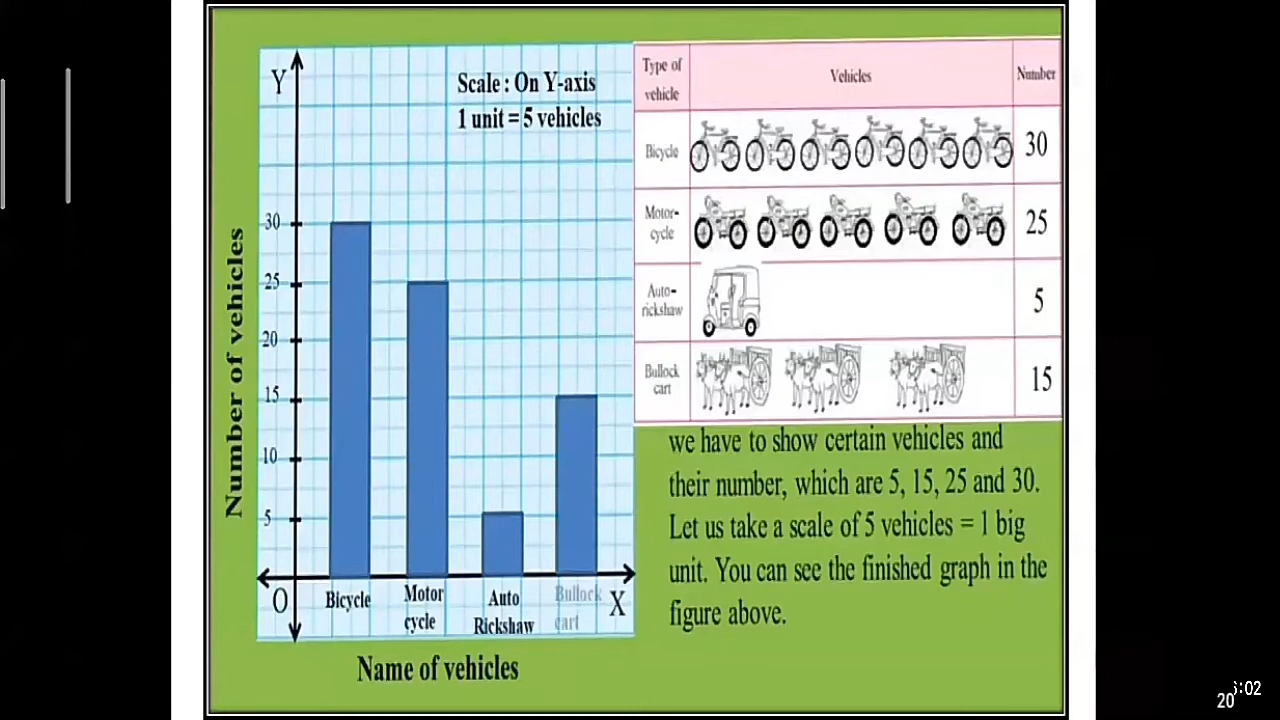 Y
Scale : On Y-axis
1 unit = 5 vehicles
Number of vehicles
30
25
20
15
10
5
O
X
Bicycle
Motor
cycle
Auto
Rickshaw
Bullock
cart
Name of vehicles
Type of
vehicle
Vehicles
Number
Bicycle
30
Motor-
cycle
25
Auto-
rickshaw
5
Bullock
cart
15
we have to show certain vehicles and
their number, which are 5, 15, 25 and 30.
Let us take a scale of 5 vehicles = 1 big
unit. You can see the finished graph in the
figure above.
20
:02